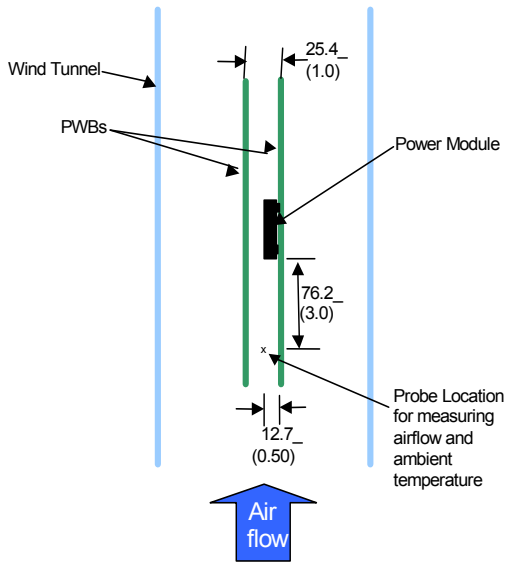 25.4_
(1.0)
Wind Tunnel
PWBs
Power Module
76.2_
(3.0)
x
Probe Location
for measuring
airflow and
ambient
temperature
12.7_
(0.50)
Air
flow